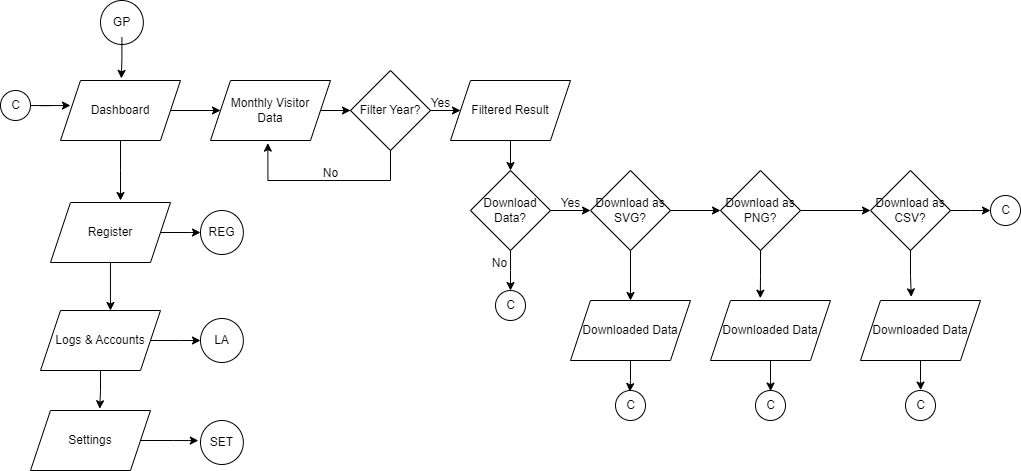 GP
C
Dashboard
Monthly Visitor
Data
Filter Year?
Yes
Filtered Result
No
Download
Data?
Yes
Download as
SVG?
Download as
PNG?
Download as
CSV?
C
Register
REG
No
C
Logs & Accounts
LA
Downloaded Data
Downloaded Data
Downloaded Data
C
C
C
Settings
SET